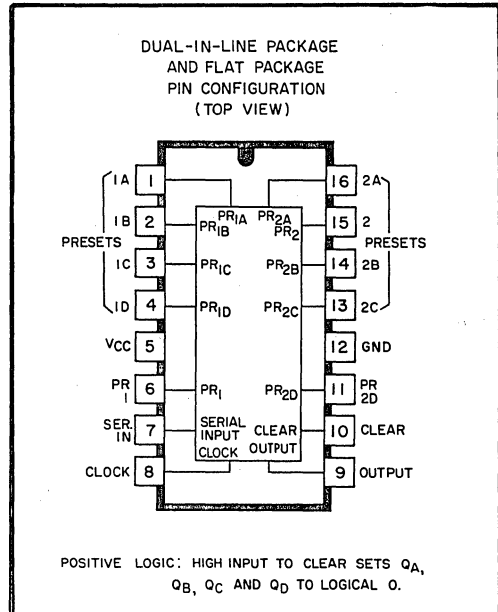 DUAL-IN-LINE PACKAGE
AND FLAT PACKAGE
PIN CONFIGURATION
(TOP VIEW)
1A 1 16 2A
PR1A PR2A
1B 2 PR1B PR2 15 2
PRESETS PRESETS
1C 3 PR1C PR2B 14 2B
1D 4 PR1D PR2C 13 2C
VCC 5 12 GND
PR 1 6 PR1 PR2D 11 PR 2D
SER. IN 7 SERIAL INPUT CLEAR 10 CLEAR
CLOCK 8 CLOCK OUTPUT 9 OUTPUT
POSITIVE LOGIC: HIGH INPUT TO CLEAR SETS QA,
QB, QC AND QD TO LOGICAL 0.